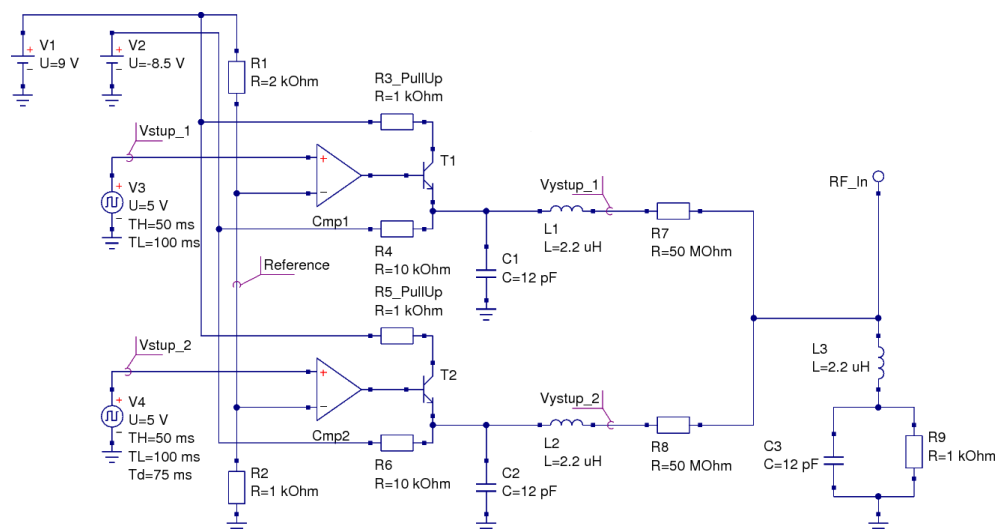 V1
U=9 V
V2
U=-8.5 V
R1
R=2 kOhm
R3_PullUp
R=1 kOhm
Vstup_1
T1
V3
U=5 V
TH=50 ms
TL=100 ms
Cmp1
R4
R=10 kOhm
Vystup_1
L1
L=2.2 uH
R7
R=50 MOhm
RF_In
C1
C=12 pF
Reference
R5_PullUp
R=1 kOhm
Vstup_2
T2
V4
U=5 V
TH=50 ms
TL=100 ms
Td=75 ms
Cmp2
R6
R=10 kOhm
Vystup_2
L2
L=2.2 uH
R8
R=50 MOhm
L3
L=2.2 uH
R2
R=1 kOhm
C2
C=12 pF
C3
C=12 pF
R9
R=1 kOhm